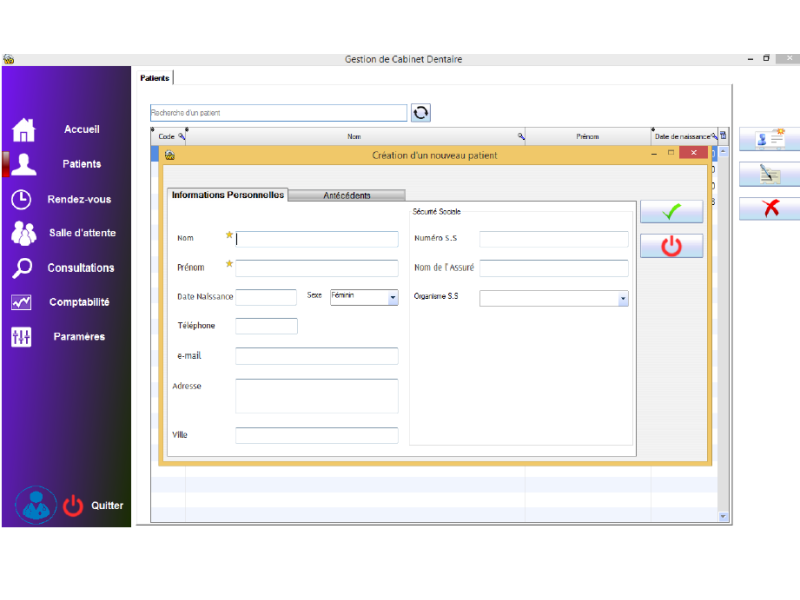 Gestion de Cabinet Dentaire
Patients
Recherche d'un patient
Code
Nom
Prénom
Date de naissance
Accueil
Patients
Rendez-vous
Salle d'attente
Consultations
Comptabilité
Paramères
Quitter
Création d'un nouveau patient
Informations Personnelles
Antécédents
Nom
Prénom
Date Naissance
Sexe
Féminin
Téléphone
e-mail
Adresse
Ville
Sécurité Sociale
Numéro S.S
Nom de l'Assuré
Organisme S.S